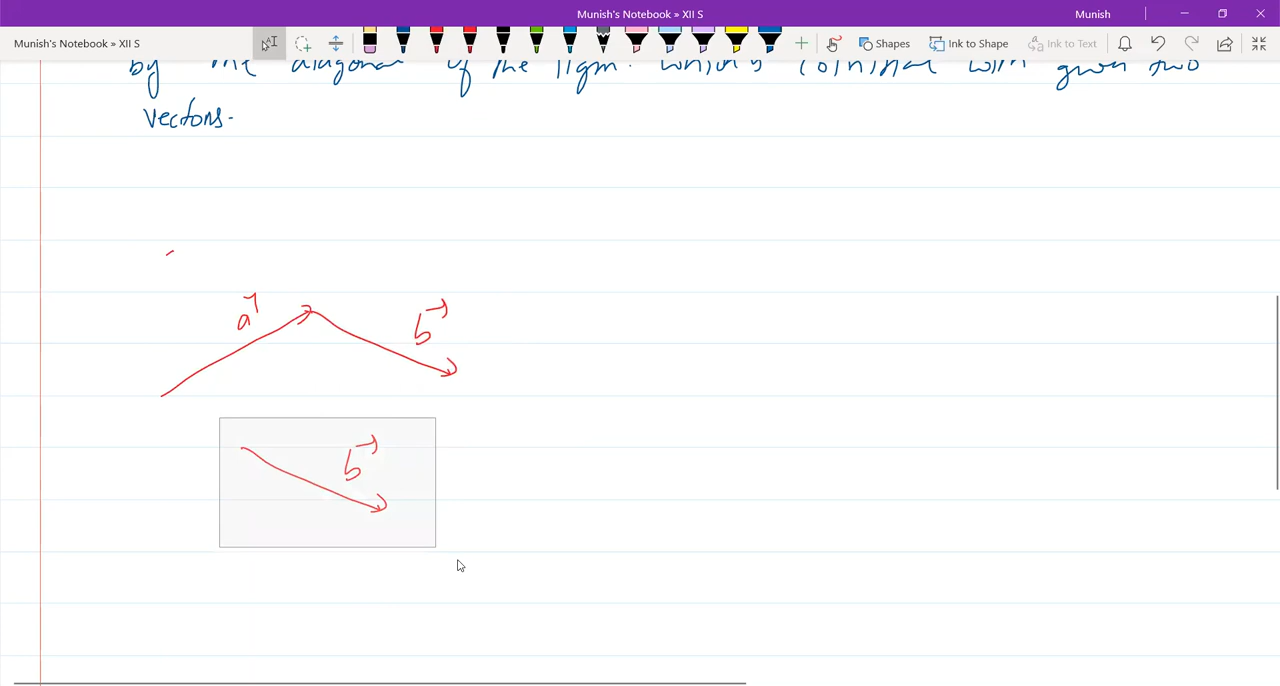 Munish's Notebook » XII S
Munish
Munish's Notebook » XII S
Shapes
Ink to Shape
Ink to Text
by the diagonal of the llgm. which is coinitial with given two
vectors.
a→ b→
b→